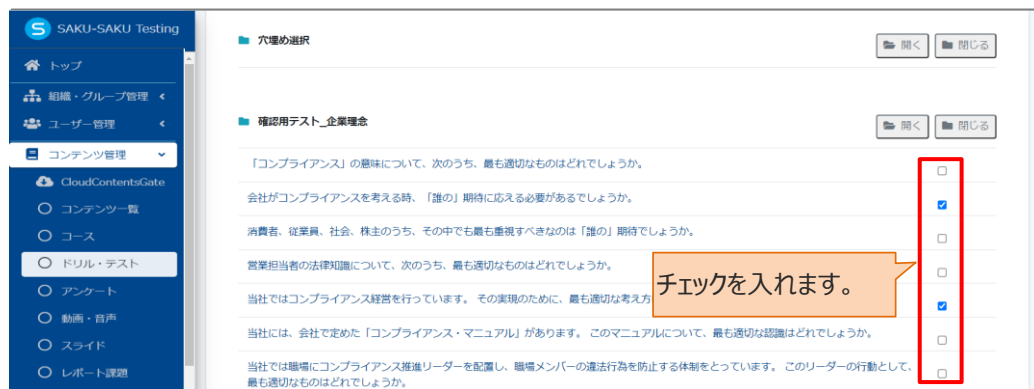 SAKU-SAKU Testing
トップ
組織・グループ管理
ユーザー管理
コンテンツ管理
CloudContentsGate
コンテンツ一覧
コース
ドリル・テスト
アンケート
動画・音声
スライド
レポート課題
穴埋め選択
開く 閉じる
確認用テスト_企業理念
開く 閉じる
「コンプライアンス」の意味について、次のうち、最も適切なものはどれでしょうか。
会社がコンプライアンスを考える時、「誰の」期待に応える必要があるでしょうか。
消費者、従業員、社会、株主のうち、その中でも最も重視すべきなのは「誰の」期待でしょうか。
営業担当者の法律知識について、次のうち、最も適切なものはどれでしょうか。
チェックを入れます。
当社ではコンプライアンス経営を行っています。 その実現のために、最も適切な考え方
当社には、会社で定めた「コンプライアンス・マニュアル」があります。 このマニュアルについて、最も適切な認識はどれでしょうか。
当社では職場にコンプライアンス推進リーダーを配置し、職場メンバーの違法行為を防止する体制をとっています。 このリーダーの行動として、
最も適切なものはどれでしょうか。